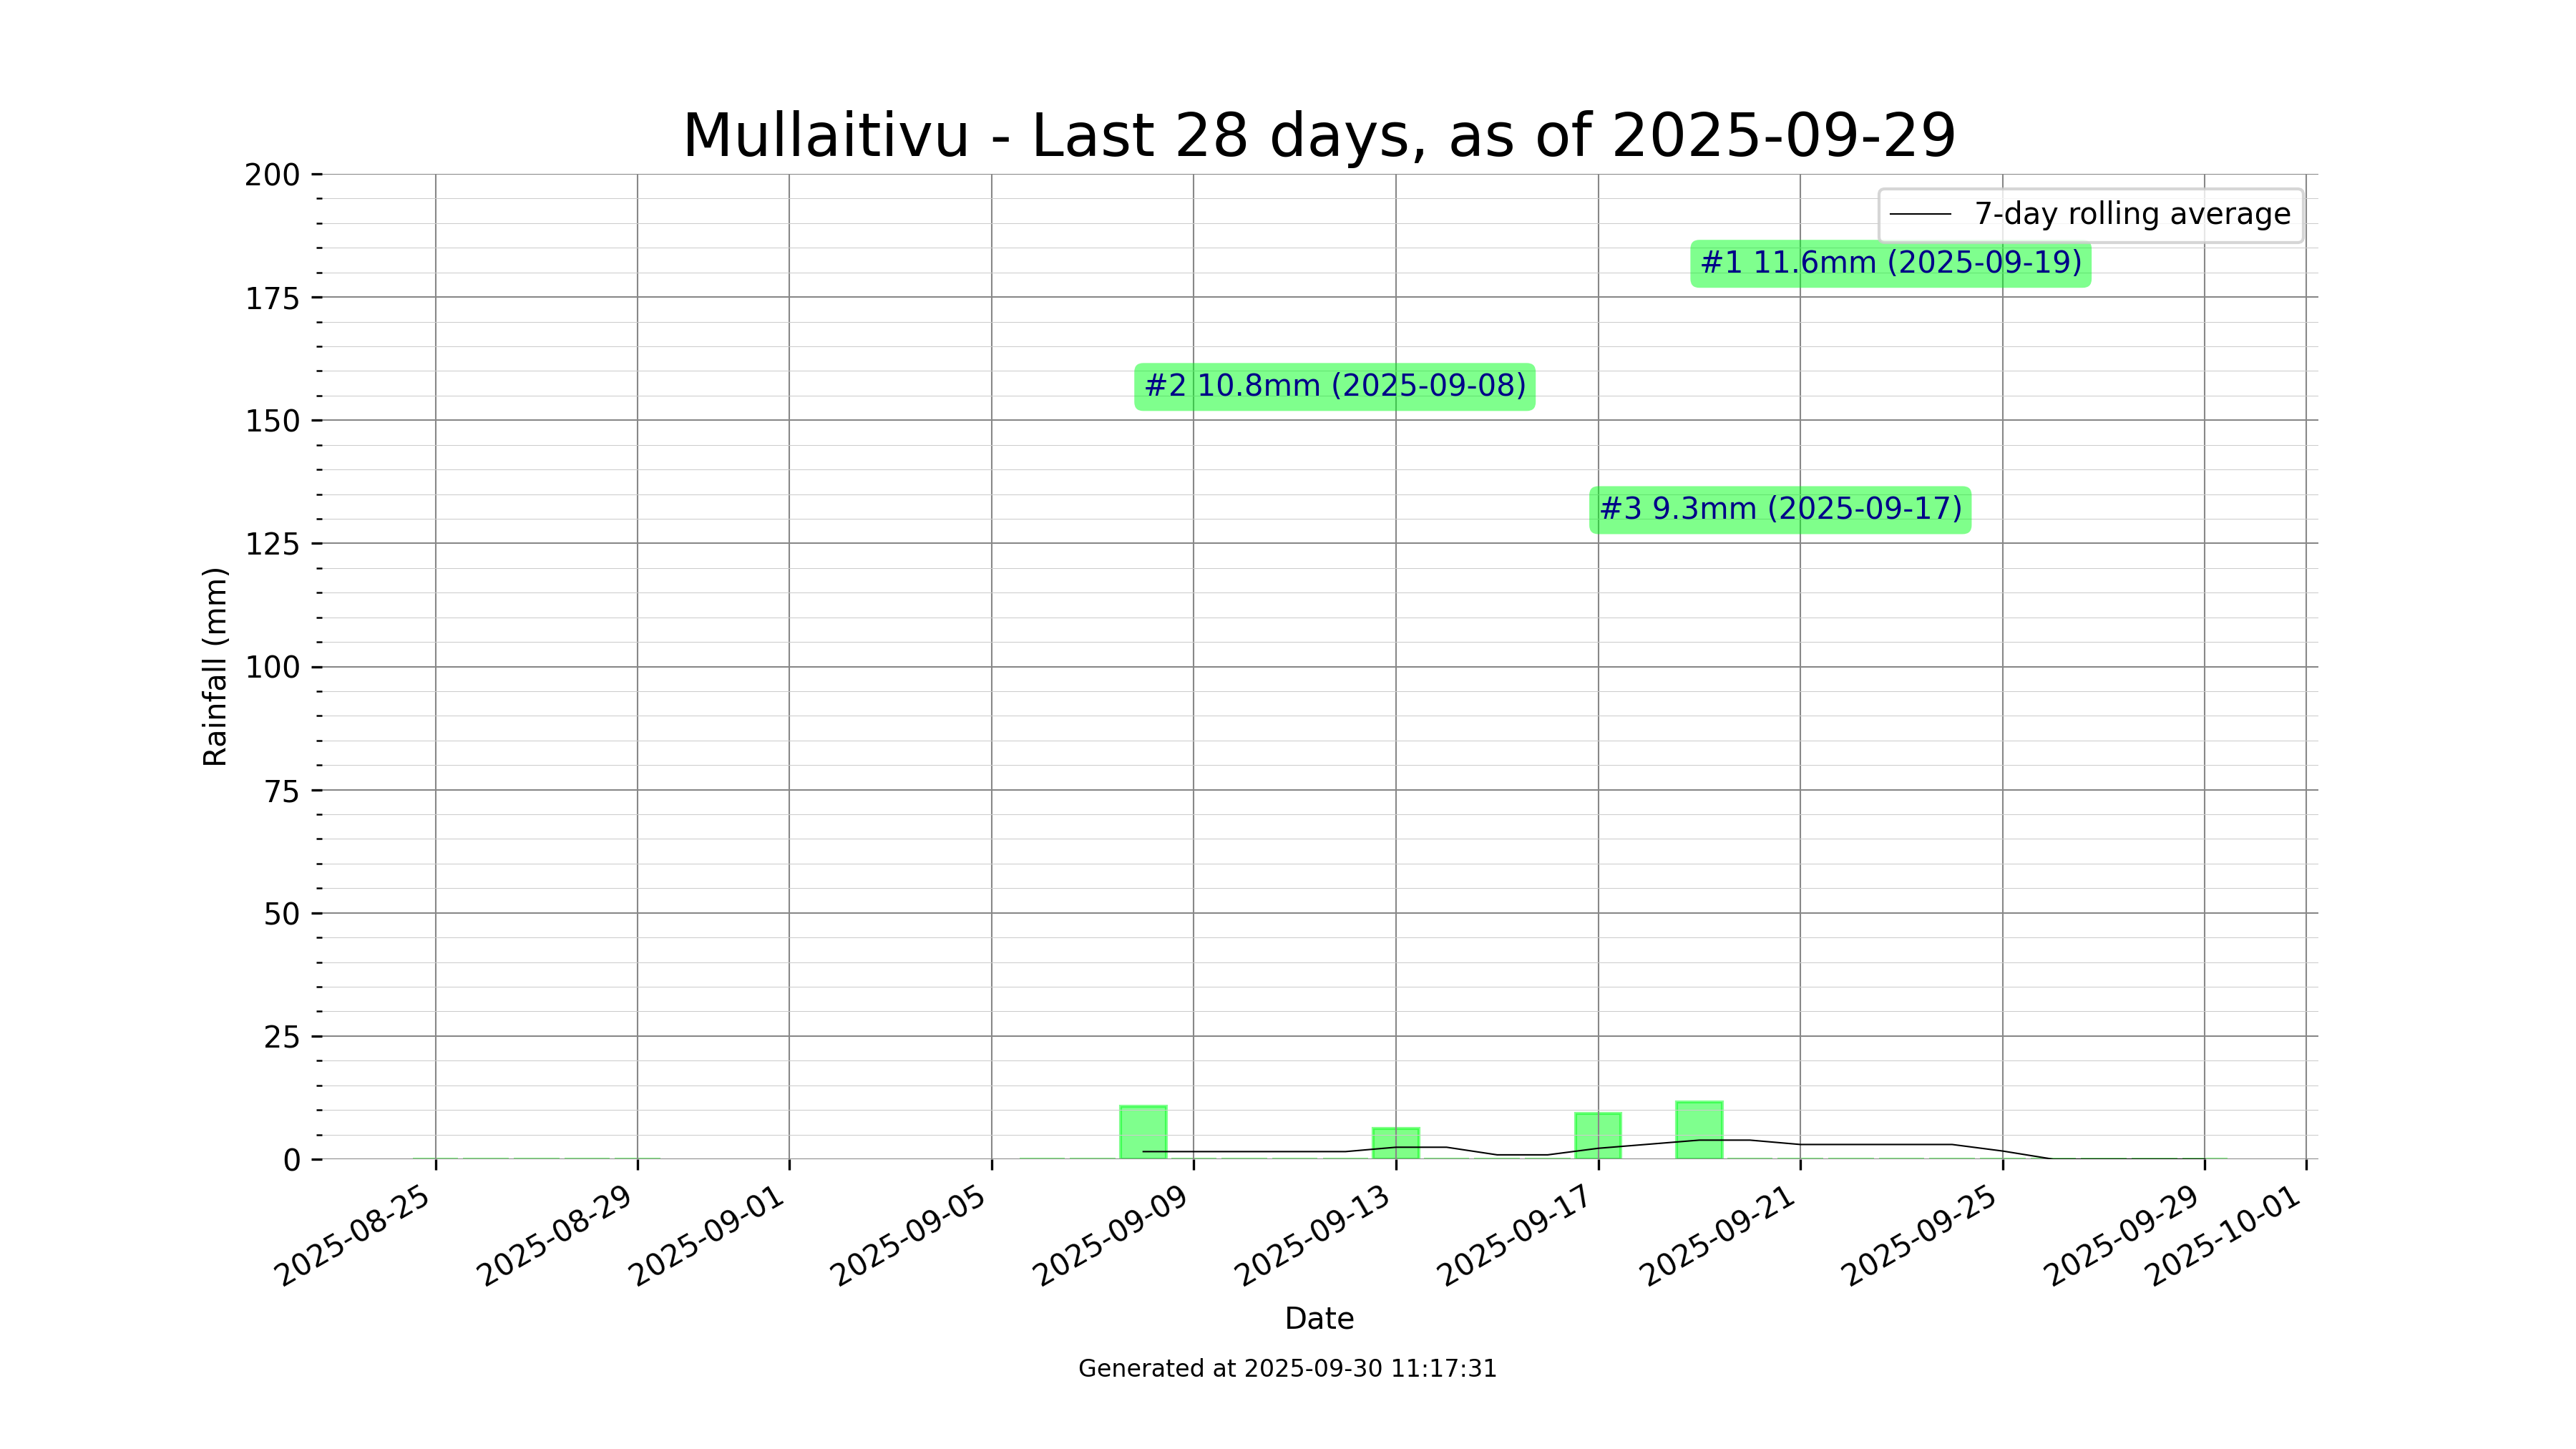 Mullaitivu - Last 28 days, as of 2025-09-29
200
175
150
125
100
75
50
25
0
Rainfall (mm)
7-day rolling average
#1 11.6mm (2025-09-19)
#2 10.8mm (2025-09-08)
#3 9.3mm (2025-09-17)
2025-08-25
2025-08-29
2025-09-01
2025-09-05
2025-09-09
2025-09-13
2025-09-17
2025-09-21
2025-09-25
2025-09-29
2025-10-01
Date
Generated at 2025-09-30 11:17:31